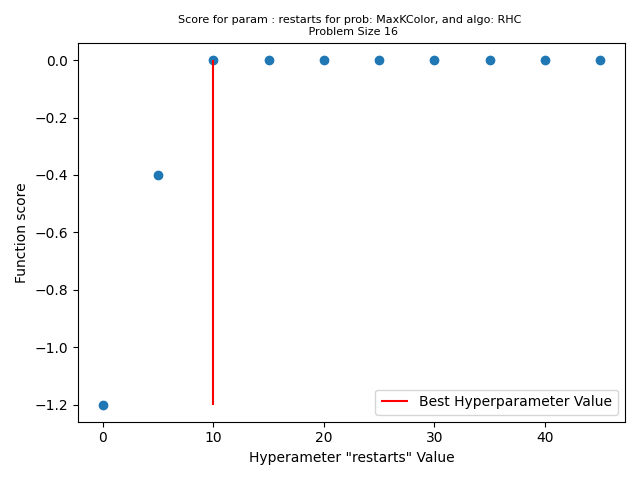 Score for param : restarts for prob: MaxKColor, and algo: RHC
Problem Size 16
Function score
0.0
−0.2
−0.4
−0.6
−0.8
−1.0
−1.2
0
10
20
30
40
Hyperameter "restarts" Value
Best Hyperparameter Value